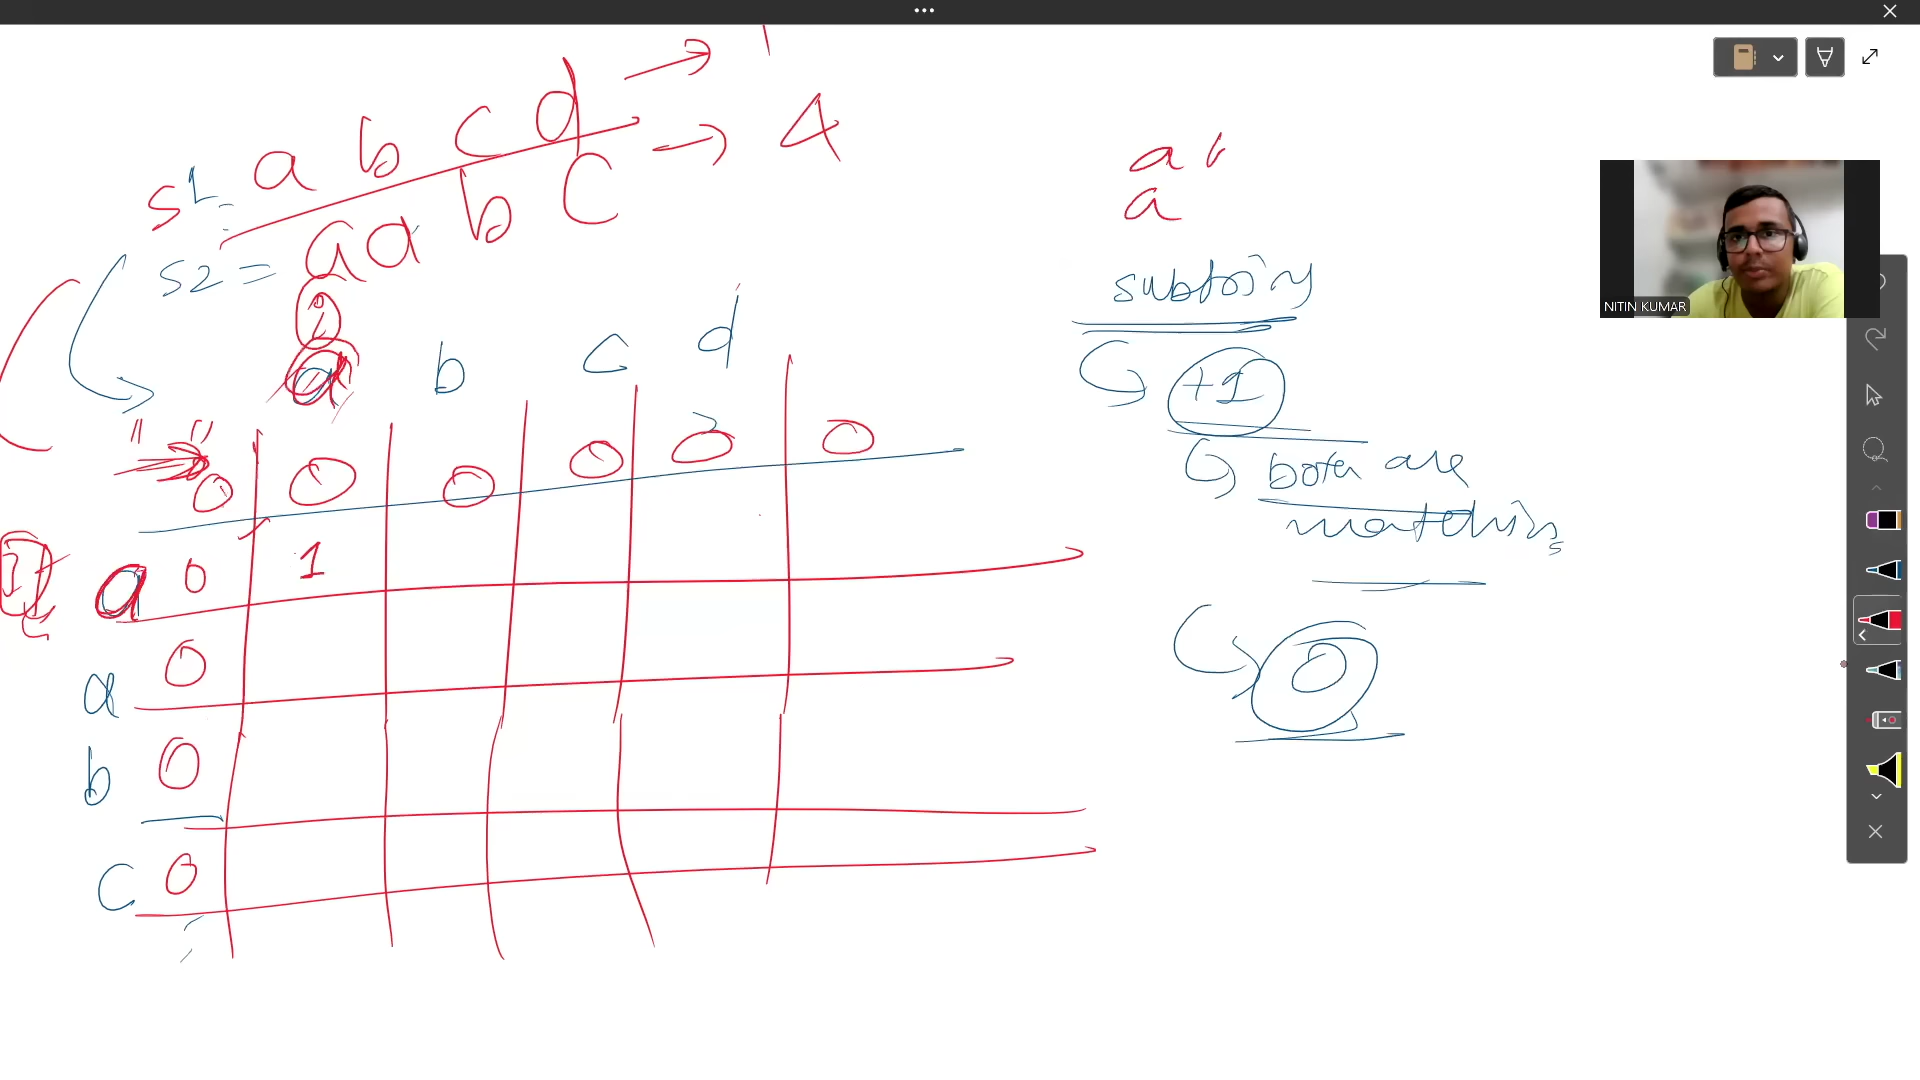 s1 = a b c d →
s2 = a a b c → 4
a
a
substring
+1
both are
matching
0
i
a b c d
" "
0 0 0 0 0 0
a 0 1
a 0
b 0
c 0
NITIN KUMAR